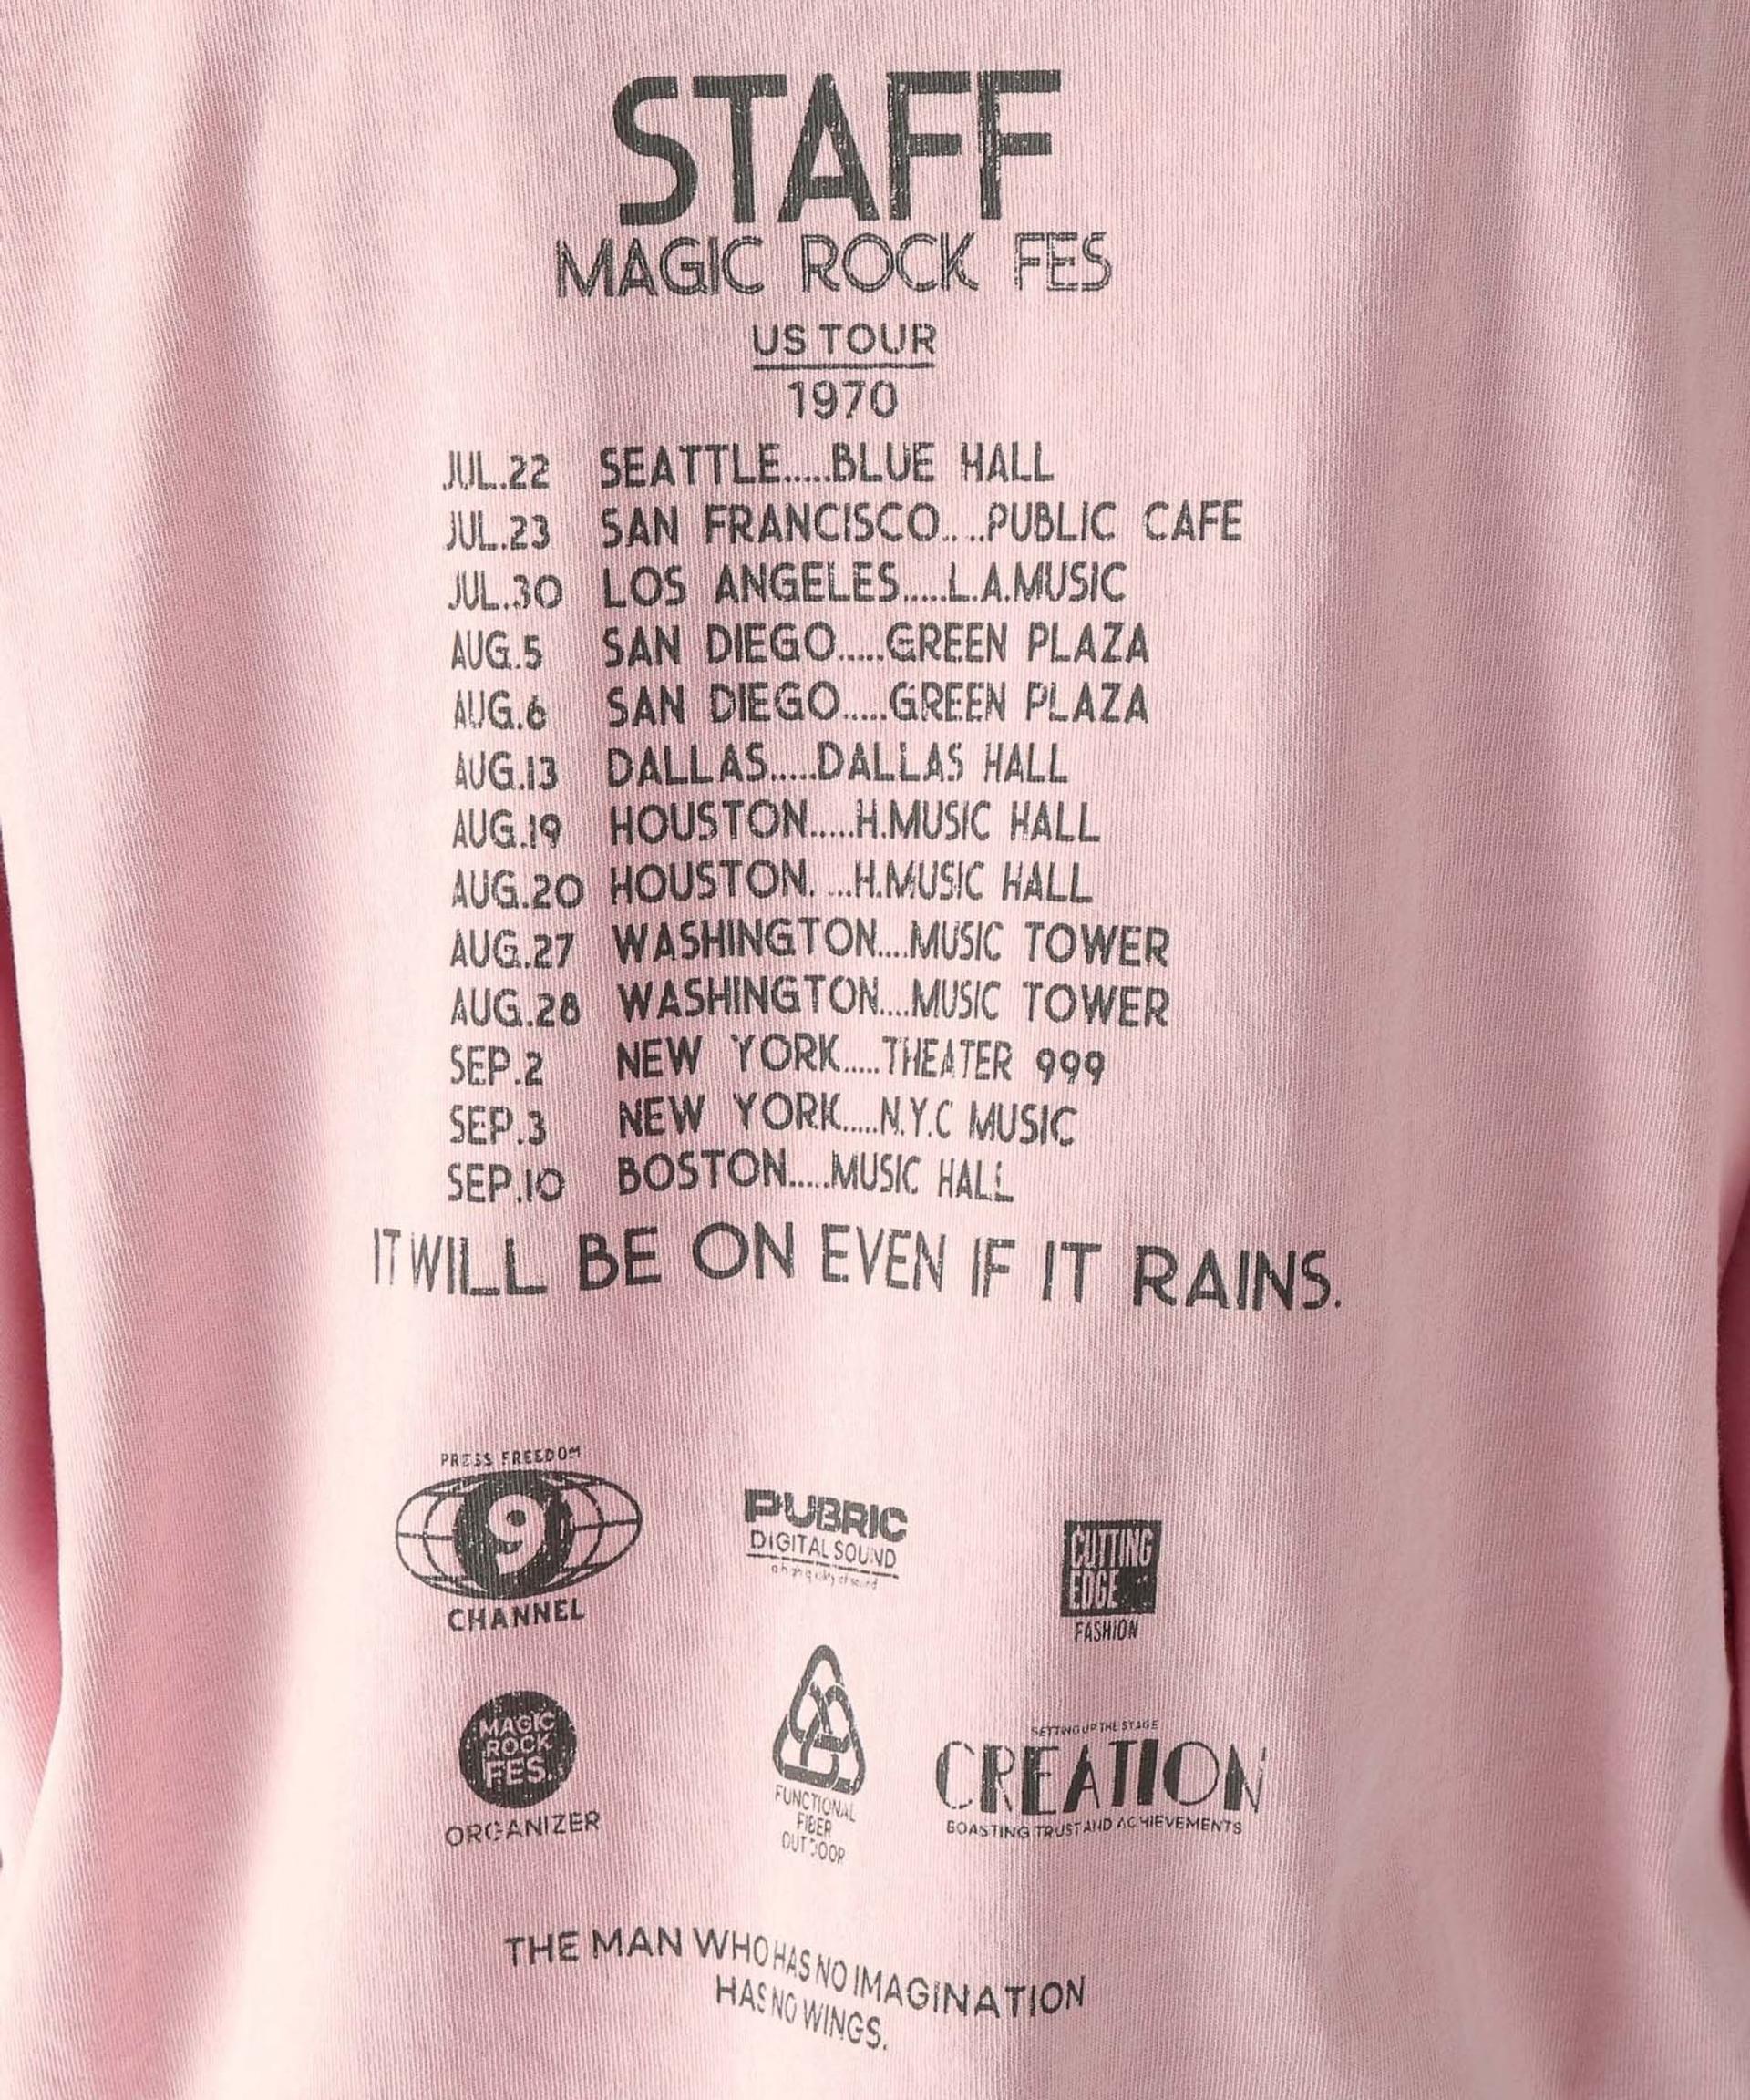 STAFF
MAGIC ROCK FES
US TOUR
1970
JUL.22 SEATTLE.....BLUE HALL
JUL.23 SAN FRANCISCO.....PUBLIC CAFE
JUL.30 LOS ANGELES.....L.A.MUSIC
AUG.5 SAN DIEGO.....GREEN PLAZA
AUG.6 SAN DIEGO.....GREEN PLAZA
AUG.13 DALLAS.....DALLAS HALL
AUG.19 HOUSTON.....H.MUSIC HALL
AUG.20 HOUSTON. ...H.MUSIC HALL
AUG.27 WASHINGTON....MUSIC TOWER
AUG.28 WASHINGTON....MUSIC TOWER
SEP.2 NEW YORK.....THEATER 999
SEP.3 NEW YORK.....N.Y.C MUSIC
SEP.10 BOSTON.....MUSIC HALL
IT WILL BE ON EVEN IF IT RAINS.
PRESS FREEDOM
9
CHANNEL
PUBRIC
DIGITAL SOUND
a high quality of sound
CUTTING
EDGE
FASHION
MAGIC
ROCK
FES.
ORGANIZER
FUNCTIONAL
FIBER
OUTDOOR
SETTING UP THE STAGE
CREATION
BOASTING TRUST AND ACHIEVEMENTS
THE MAN WHO HAS NO IMAGINATION
HAS NO WINGS.